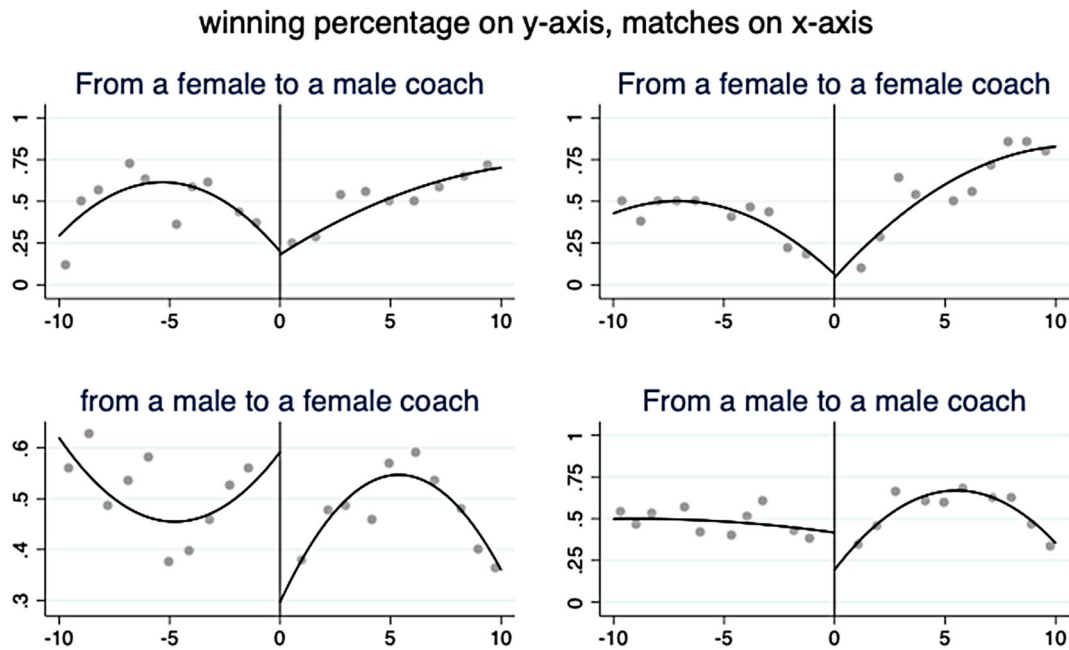 winning percentage on y-axis, matches on x-axis
From a female to a male coach
From a female to a female coach
1
.75
.5
.25
0
-10 -5 0 5 10
1
.75
.5
.25
0
-10 -5 0 5 10
from a male to a female coach
From a male to a male coach
.6
.5
.4
.3
-10 -5 0 5 10
1
.75
.5
.25
0
-10 -5 0 5 10